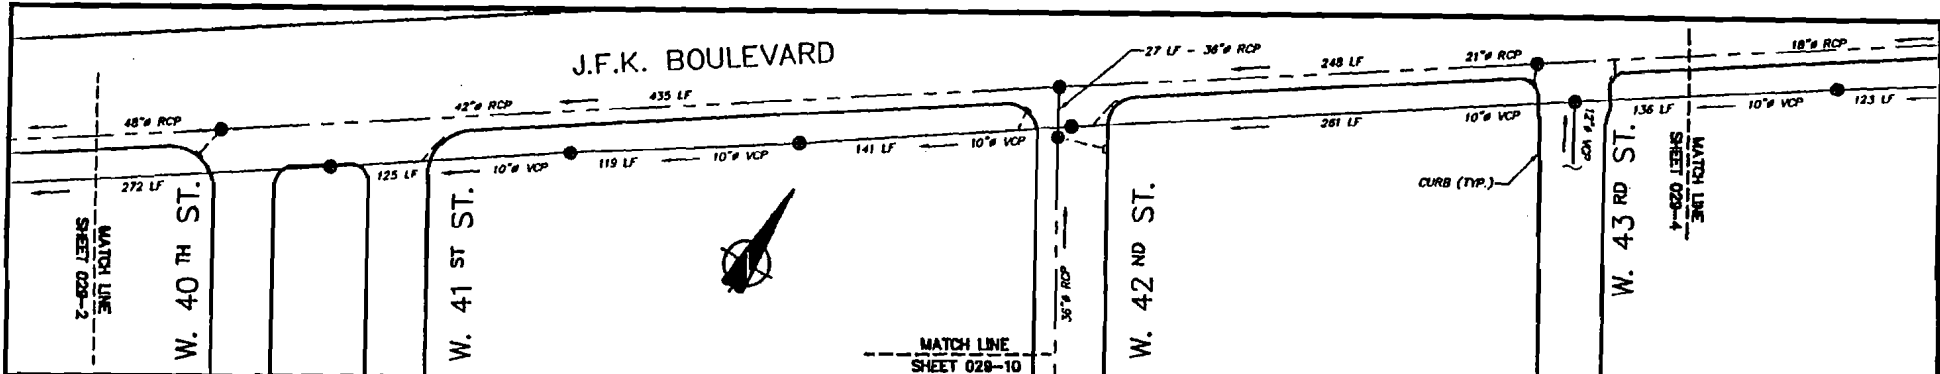 J.F.K. BOULEVARD
27 LF - 36"ø RCP
248 LF
21"ø RCP
18"ø RCP
48"ø RCP
42"ø RCP
435 LF
272 LF
125 LF
10"ø VCP
119 LF
10"ø VCP
141 LF
10"ø VCP
261 LF
10"ø VCP
12"ø VCP
136 LF
10"ø VCP
123 LF
CURB (TYP.)
36"ø RCP
MATCH LINE
SHEET 029-2
W. 40 TH ST.
W. 41 ST ST.
W. 42 ND ST.
W. 43 RD ST.
MATCH LINE
SHEET 029-4
MATCH LINE
SHEET 029-10